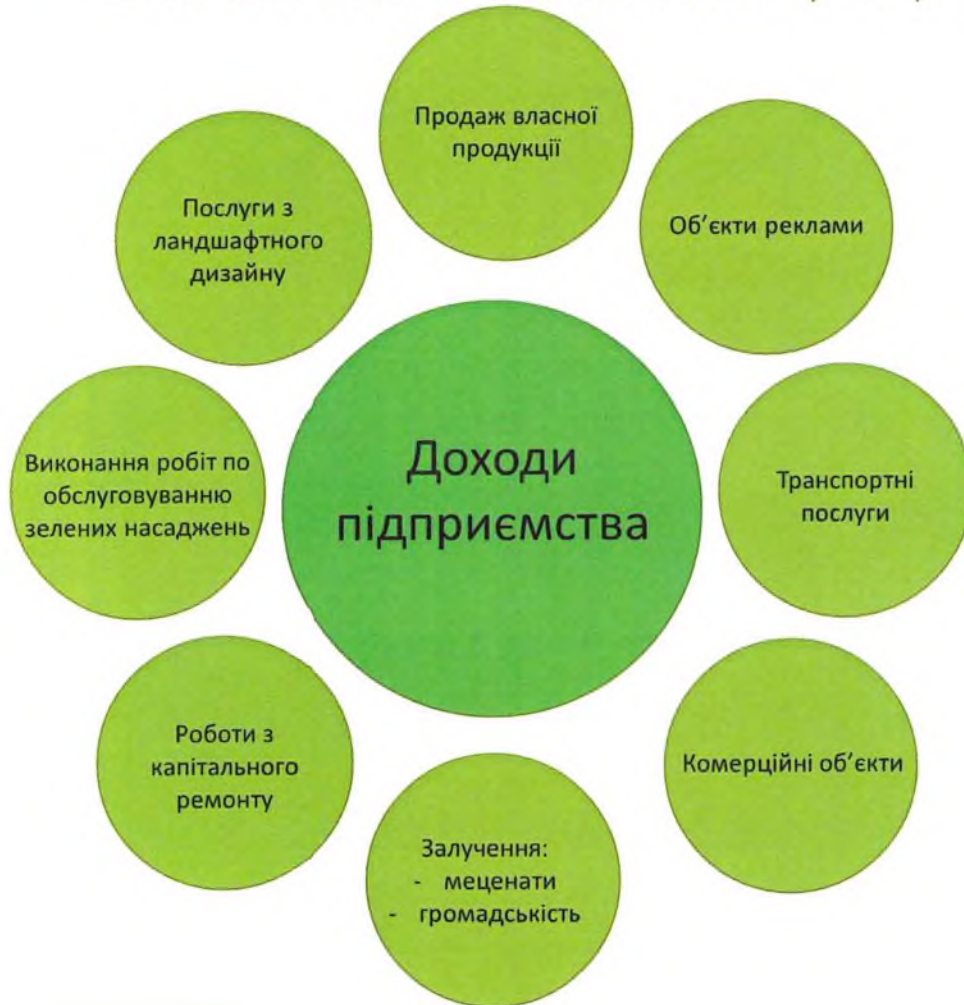 Продаж власної
продукції
Об’єкти реклами
Транспортні
послуги
Комерційні об’єкти
Залучення:
- меценати
- громадськість
Роботи з
капітального
ремонту
Виконання робіт по
обслуговуванню
зелених насаджень
Послуги з
ландшафтного
дизайну
Доходи
підприємства